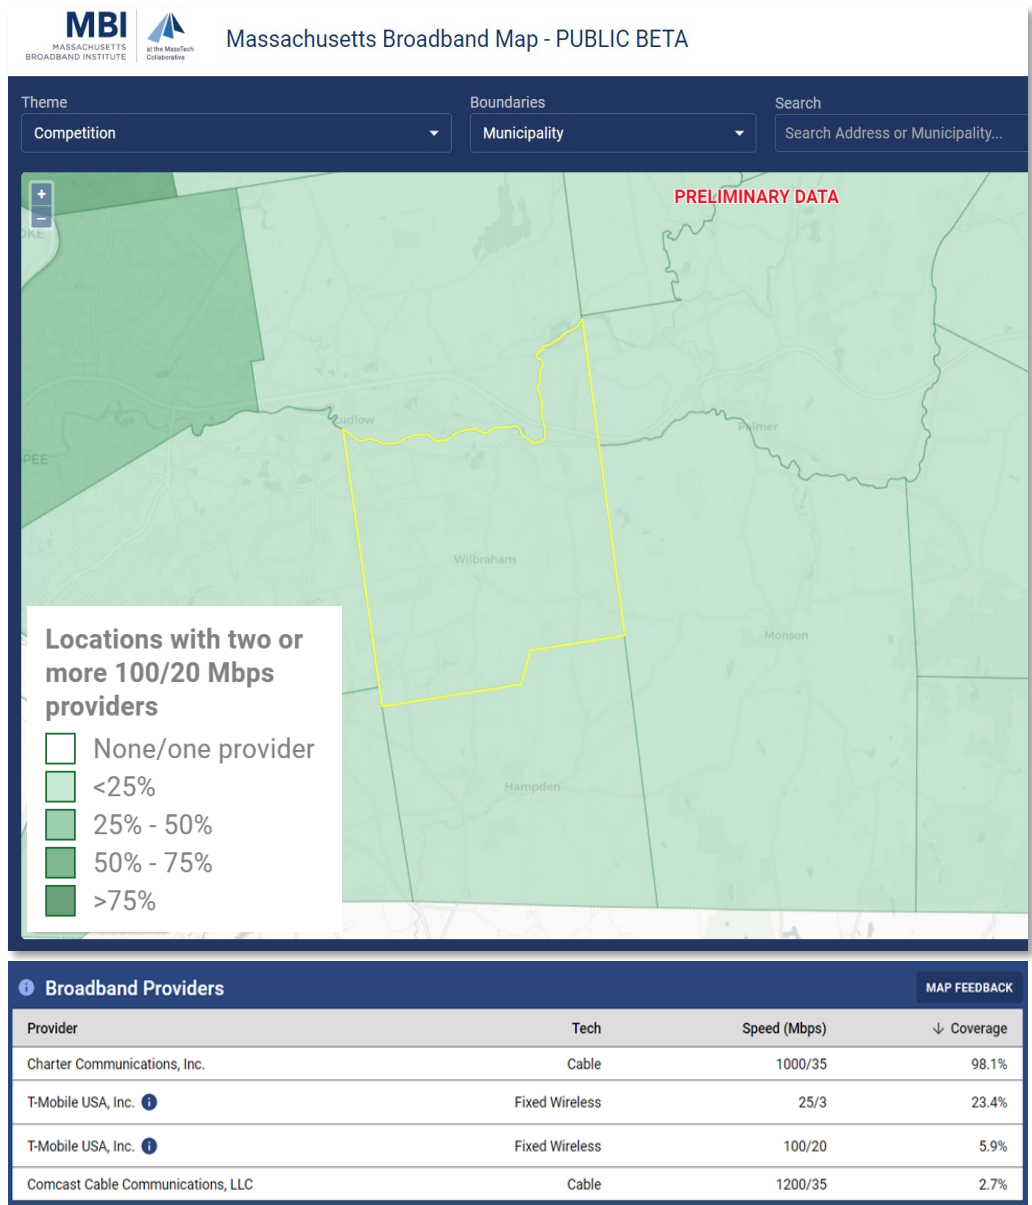 MBI
MASSACHUSETTS
BROADBAND INSTITUTE
at the MassTech
Collaborative
Massachusetts Broadband Map - PUBLIC BETA
Theme
Boundaries
Search
Competition
Municipality
Search Address or Municipality...
+
PRELIMINARY DATA
−
OKE
Ludlow
Palmer
PEE
Wilbraham
Monson
Hampden
Locations with two or
more 100/20 Mbps
providers
None/one provider
<25%
25% - 50%
50% - 75%
>75%
Broadband Providers
MAP FEEDBACK
Provider Tech Speed (Mbps) ↓ Coverage
Charter Communications, Inc. Cable 1000/35 98.1%
T-Mobile USA, Inc. Fixed Wireless 25/3 23.4%
T-Mobile USA, Inc. Fixed Wireless 100/20 5.9%
Comcast Cable Communications, LLC Cable 1200/35 2.7%